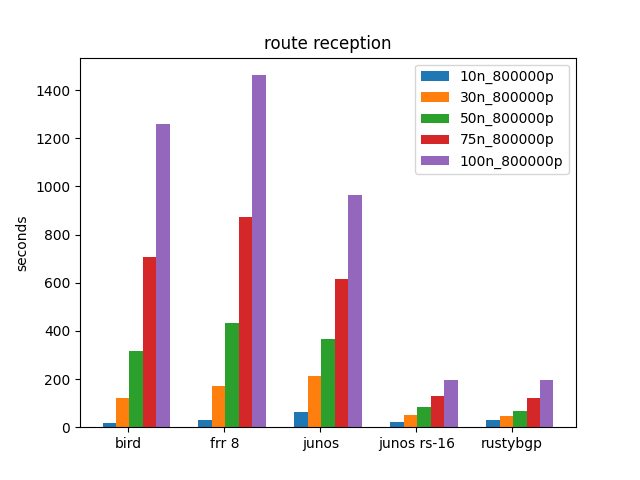 route reception
10n_800000p
30n_800000p
50n_800000p
75n_800000p
100n_800000p
seconds
1400
1200
1000
800
600
400
200
0
bird frr 8 junos junos rs-16 rustybgp